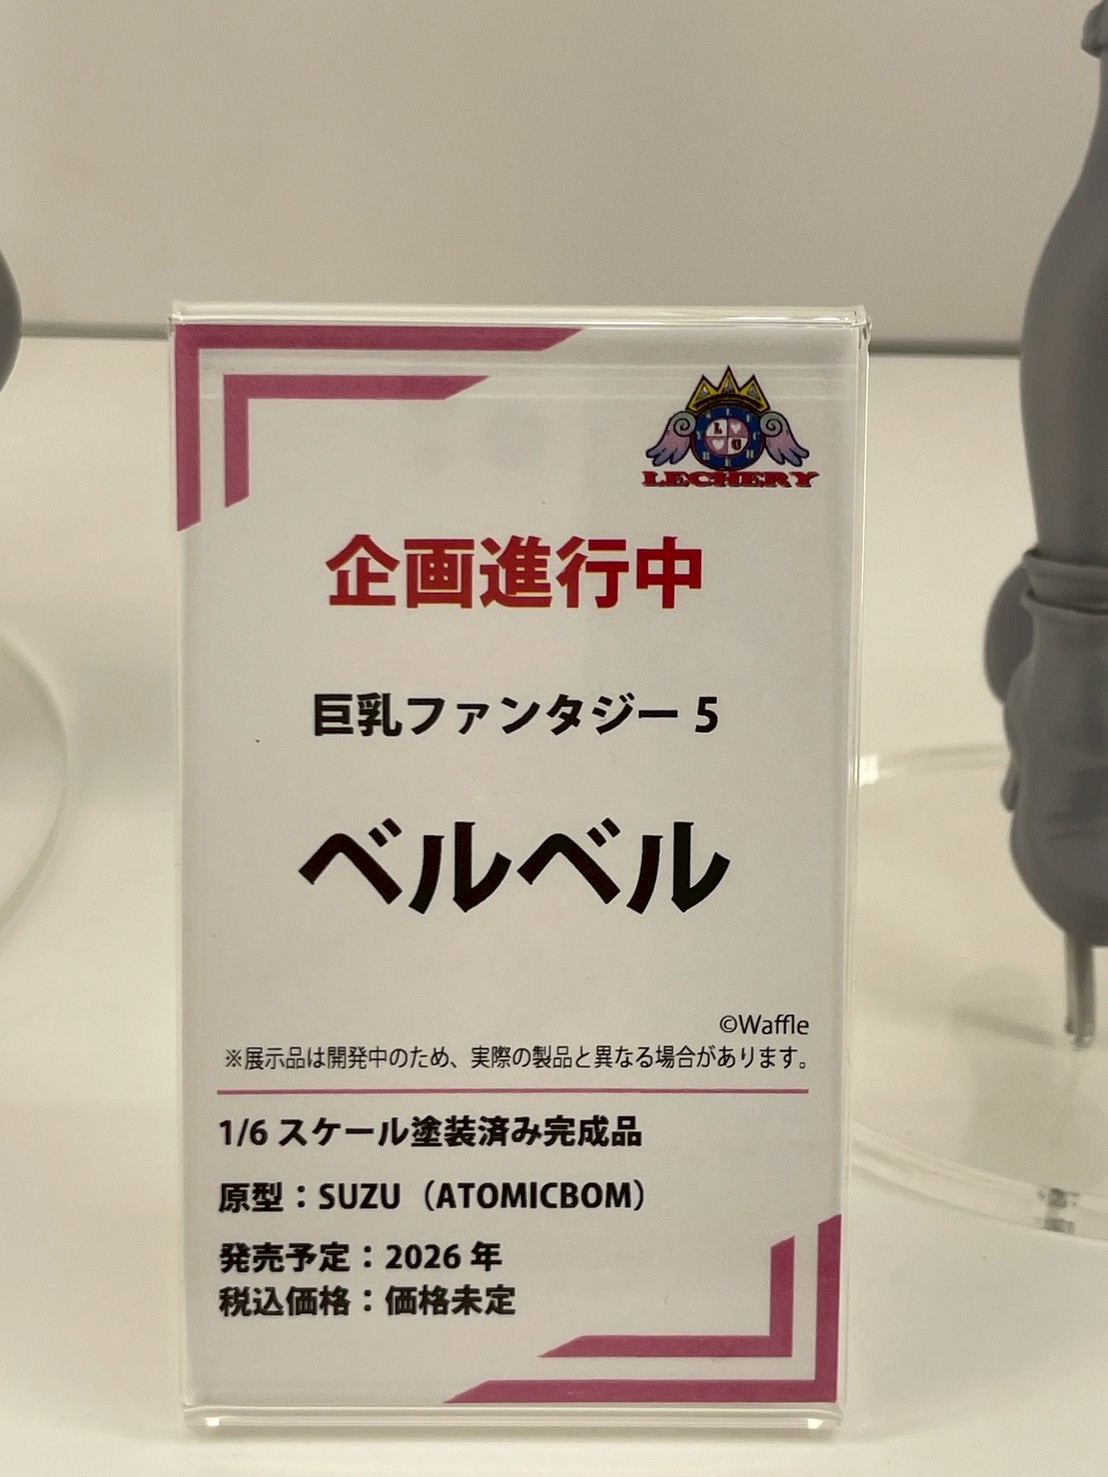 LECHERY
企画進行中
巨乳ファンタジー 5
ベルベル
©Waffle
※展示品は開発中のため、実際の製品と異なる場合があります。
1/6 スケール塗装済み完成品
原型：SUZU（ATOMICBOM）
発売予定：2026 年
税込価格：価格未定